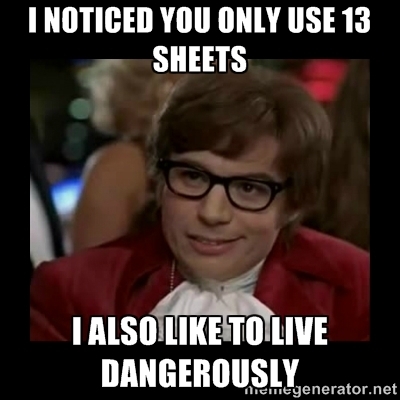 I NOTICED YOU ONLY USE 13
SHEETS
I ALSO LIKE TO LIVE
DANGEROUSLY
memegenerator.net